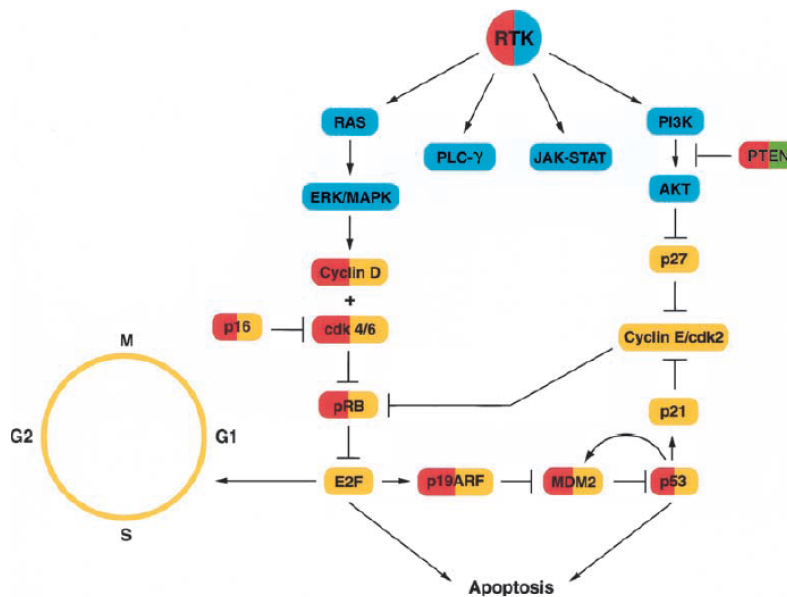 RTK
RAS
PI3K
PLC-γ
JAK-STAT
PTEN
ERK/MAPK
AKT
Cyclin D
p27
+
p16
cdk 4/6
Cyclin E/cdk2
M
pRB
p21
G2
G1
E2F
p19ARF
MDM2
p53
S
Apoptosis